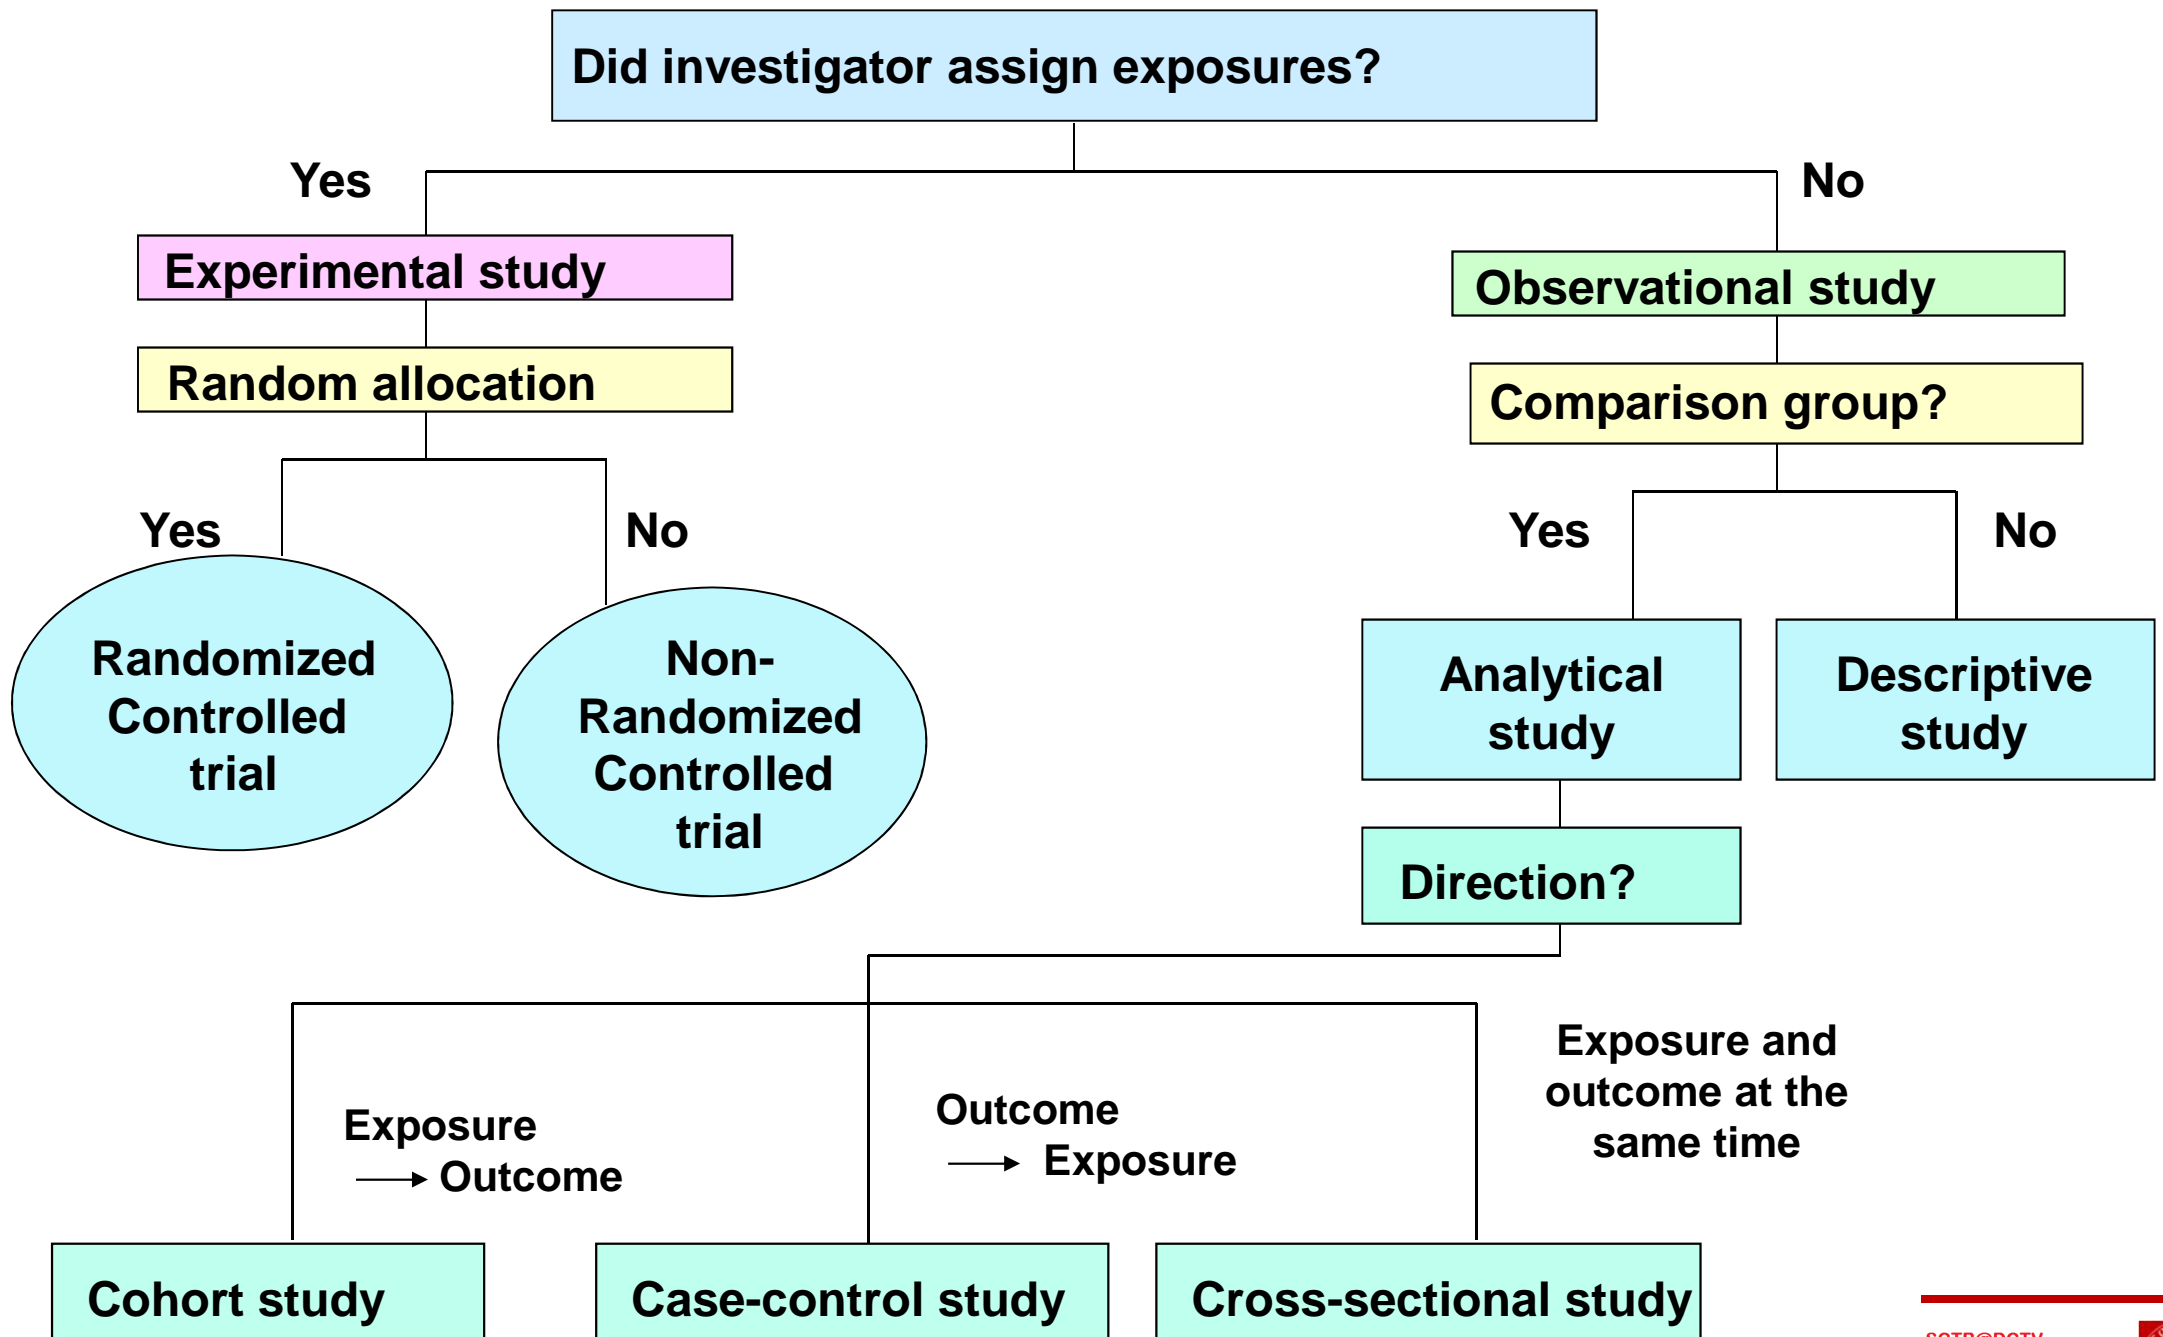 Did investigator assign exposures?
Yes
No
Experimental study
Observational study
Random allocation
Comparison group?
Yes
No
Yes
No
Randomized
Controlled
trial
Non-
Randomized
Controlled
trial
Analytical
study
Descriptive
study
Direction?
Exposure
→ Outcome
Outcome
→ Exposure
Exposure and
outcome at the
same time
Cohort study
Case-control study
Cross-sectional study